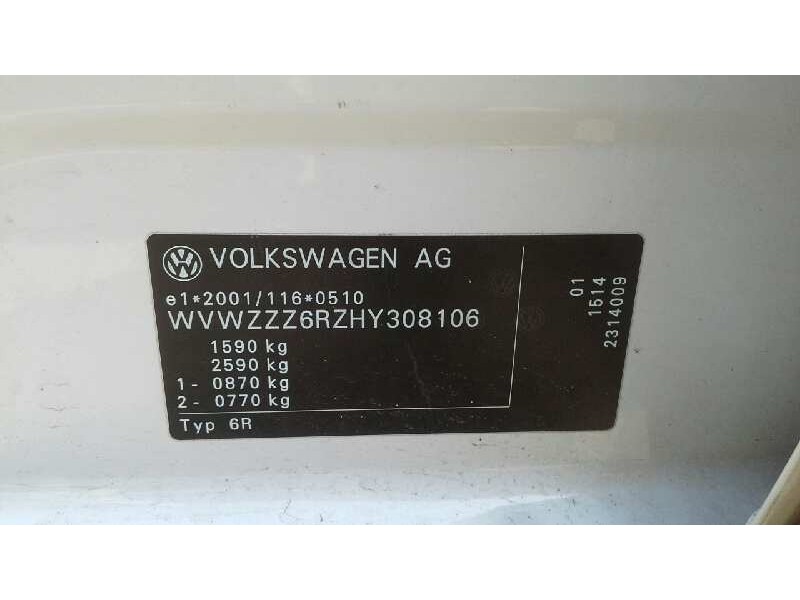 VOLKSWAGEN AG
e1*2001/116*0510
WVWZZZ6RZHY308106
1590 kg
2590 kg
1- 0870 kg
2- 0770 kg
Typ 6R
01
1514
2314009